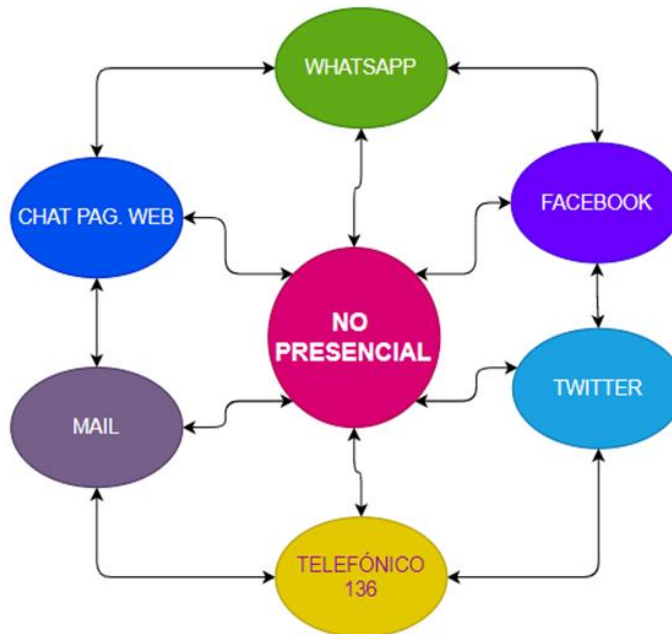 WHATSAPP
CHAT PAG. WEB
FACEBOOK
NO
PRESENCIAL
MAIL
TWITTER
TELEFÓNICO
136